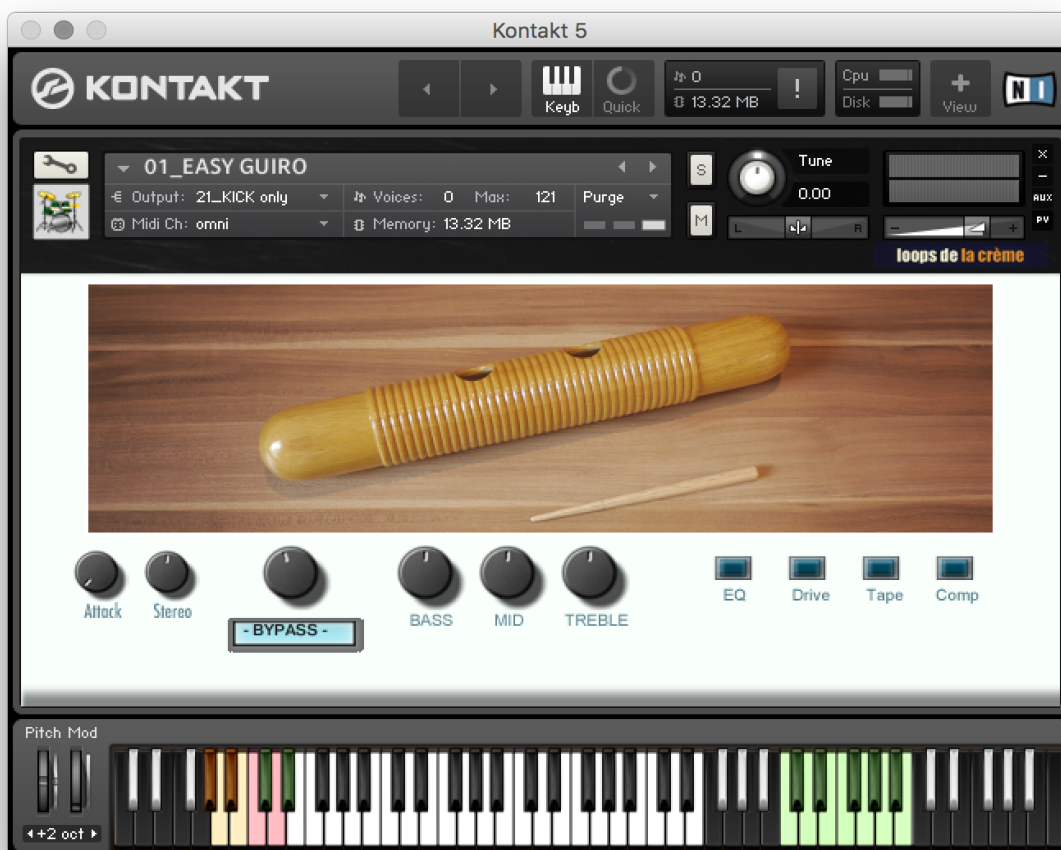 Kontakt 5
KONTAKT
Keyb
Quick
0
13.32 MB
!
Cpu
Disk
+
View
NI
01_EASY GUIRO
S
Tune
0.00
×
−
AUX
PV
Output: 21_KICK only
Voices: 0 Max: 121
Purge
Midi Ch: omni
Memory: 13.32 MB
M
L
R
−
+
loops de la crème
Attack
Stereo
- BYPASS -
BASS
MID
TREBLE
EQ
Drive
Tape
Comp
Pitch Mod
+2 oct